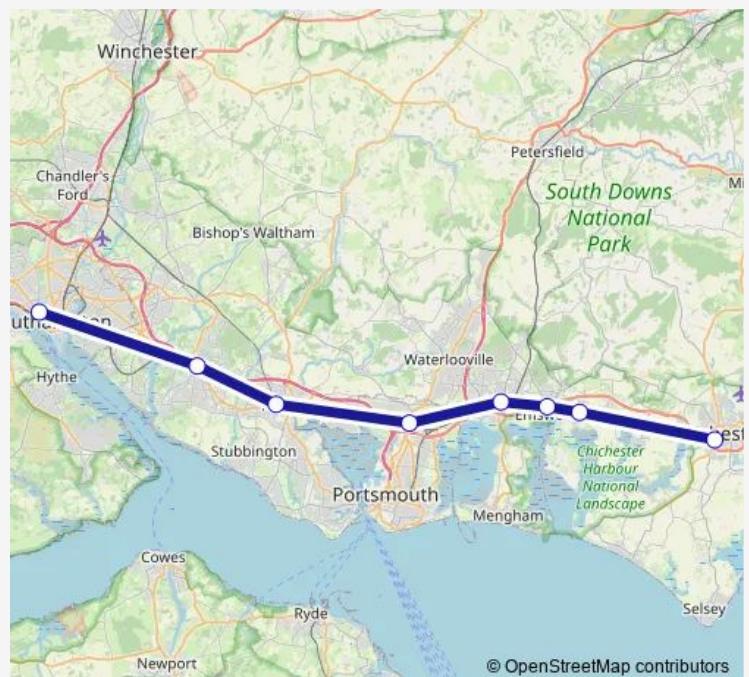 Winchester
Petersfield
Chandler's
Ford
South Downs
National
Park
Bishop's Waltham
Waterlooville
Hythe
Stubbington
Chichester
Harbour
National
Landscape
Portsmouth
Mengham
Cowes
Ryde
Selsey
Newport
© OpenStreetMap contributors